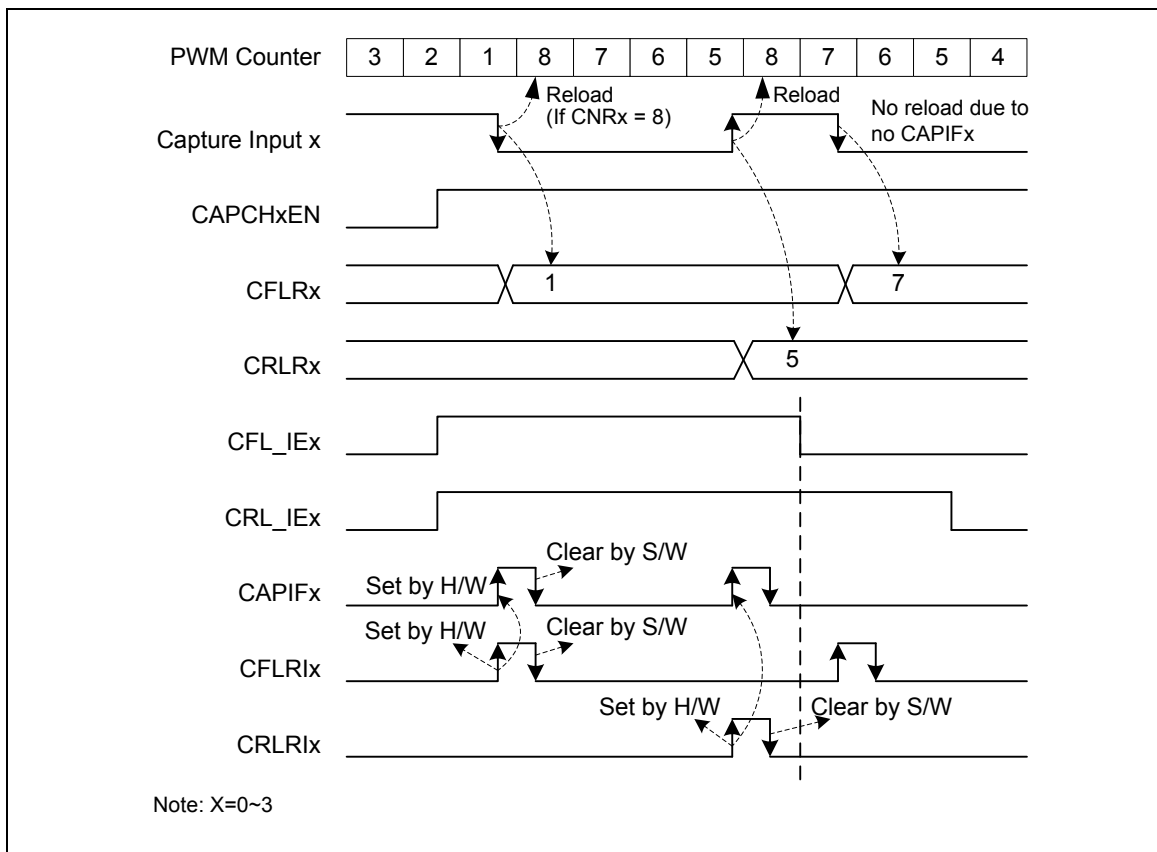 PWM Counter 3 2 1 8 7 6 5 8 7 6 5 4
Reload
(If CNRx = 8)
Reload
No reload due to
no CAPIFx
Capture Input x
CAPCHxEN
CFLRx 1 7
CRLRx 5
CFL_IEx
CRL_IEx
Clear by S/W
CAPIFx Set by H/W
Set by H/W Clear by S/W
CFLRIx
Set by H/W Clear by S/W
CRLRIx
Note: X=0~3